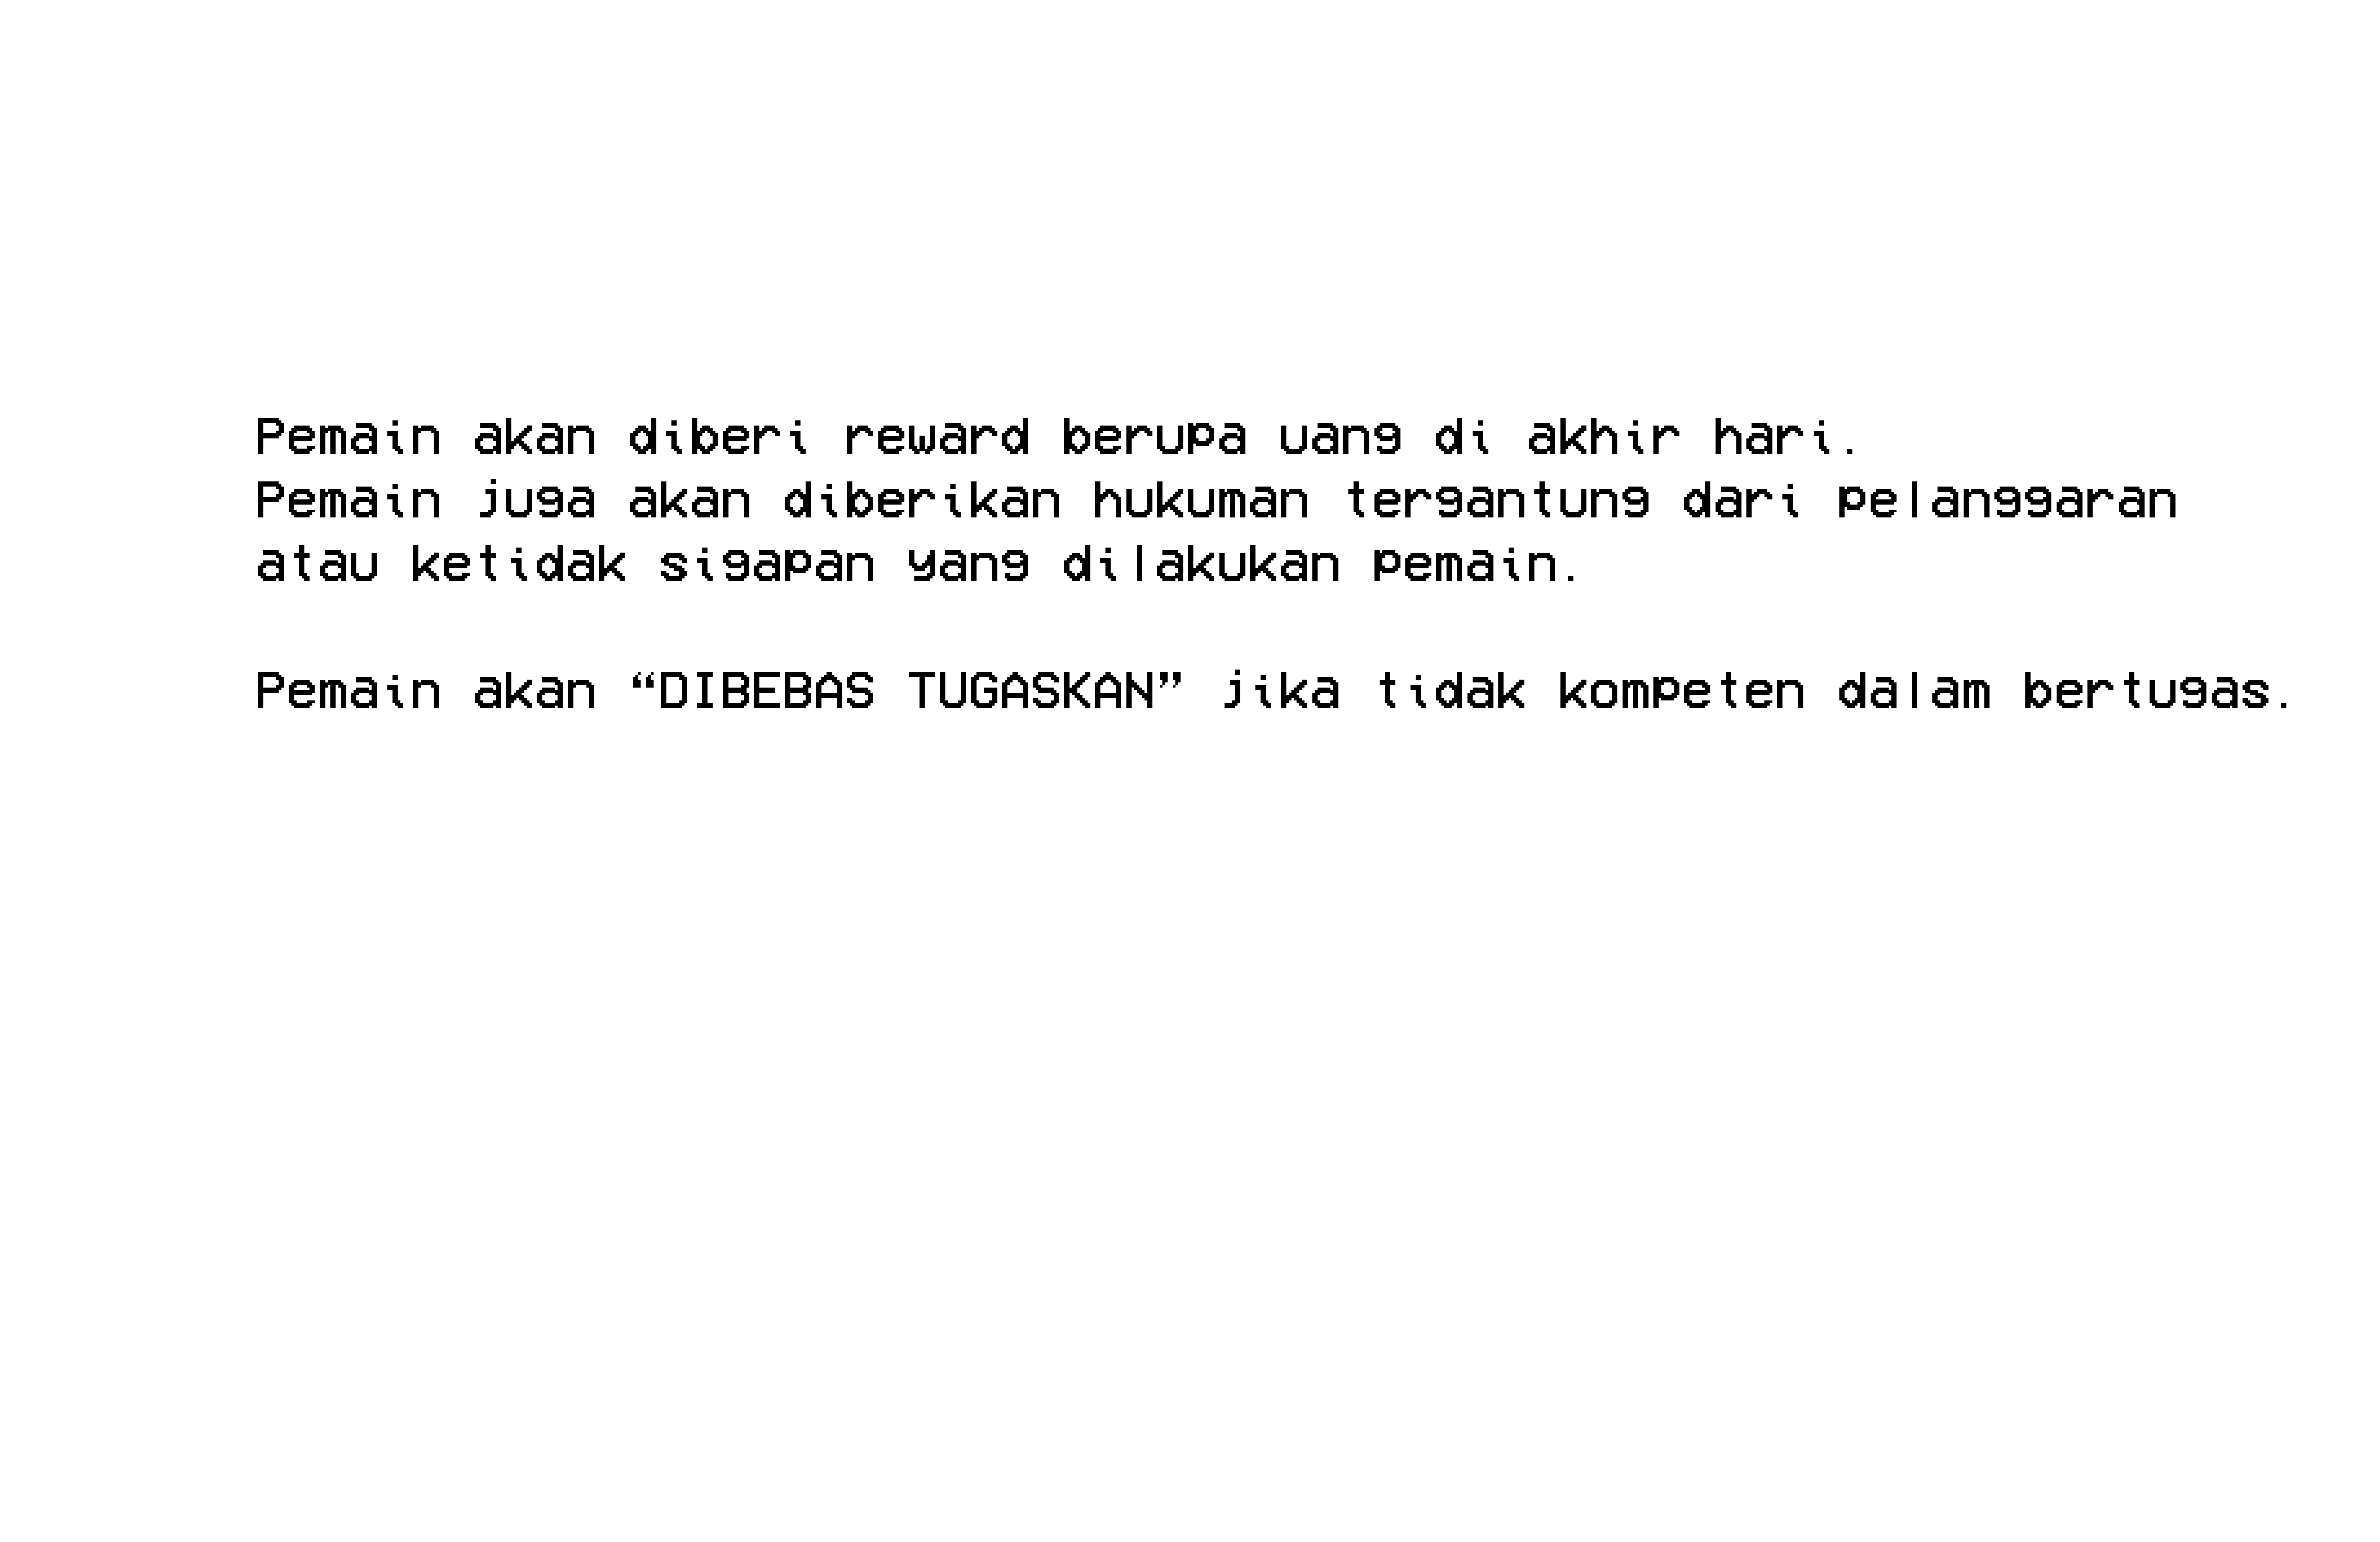 Pemain akan diberi reward berupa uang di akhir hari.
Pemain juga akan diberikan hukuman tergantung dari pelanggaran
atau ketidak sigapan yang dilakukan pemain.
Pemain akan “DIBEBAS TUGASKAN” jika tidak kompeten dalam bertugas.